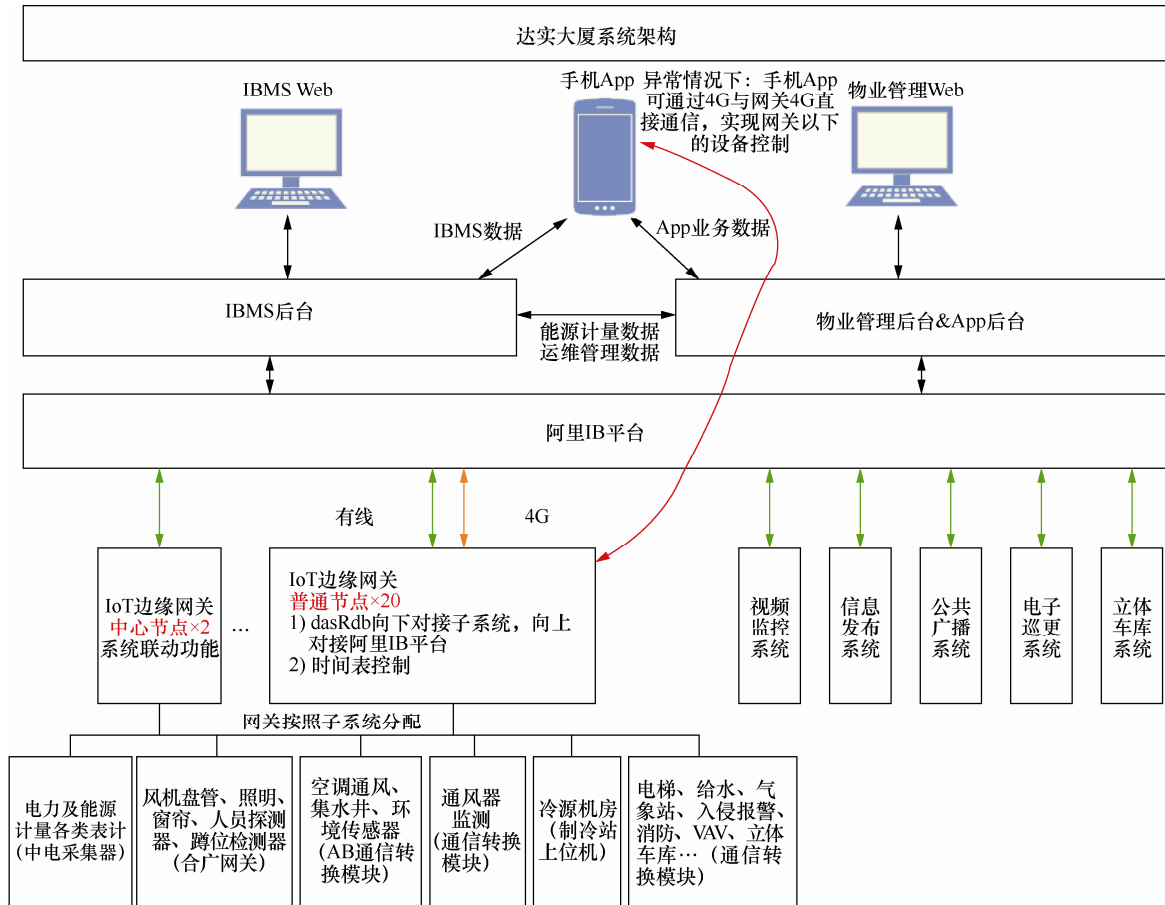 达实大厦系统架构
IBMS Web
手机App
异常情况下：手机App
可通过4G与网关4G直
接通信，实现网关以下
的设备控制
物业管理Web
IBMS数据
App业务数据
IBMS后台
能源计量数据
运维管理数据
物业管理后台&App后台
阿里IB平台
有线
4G
IoT边缘网关
中心节点×2
系统联动功能
…
IoT边缘网关
普通节点×20
1) dasRdb向下对接子系统，向上
对接阿里IB平台
2) 时间表控制
视频
监控
系统
信息
发布
系统
公共
广播
系统
电子
巡更
系统
立体
车库
系统
网关按照子系统分配
电力及能源
计量各类表计
(中电采集器)
风机盘管、照明、
窗帘、人员探测
器、蹲位检测器
(合广网关)
空调通风、
集水井、环
境传感器
(AB通信转
换模块)
通风器
监测
(通信转换
模块)
冷源机房
(制冷站
上位机)
电梯、给水、气
象站、入侵报警、
消防、VAV、立体
车库…（通信转
换模块）